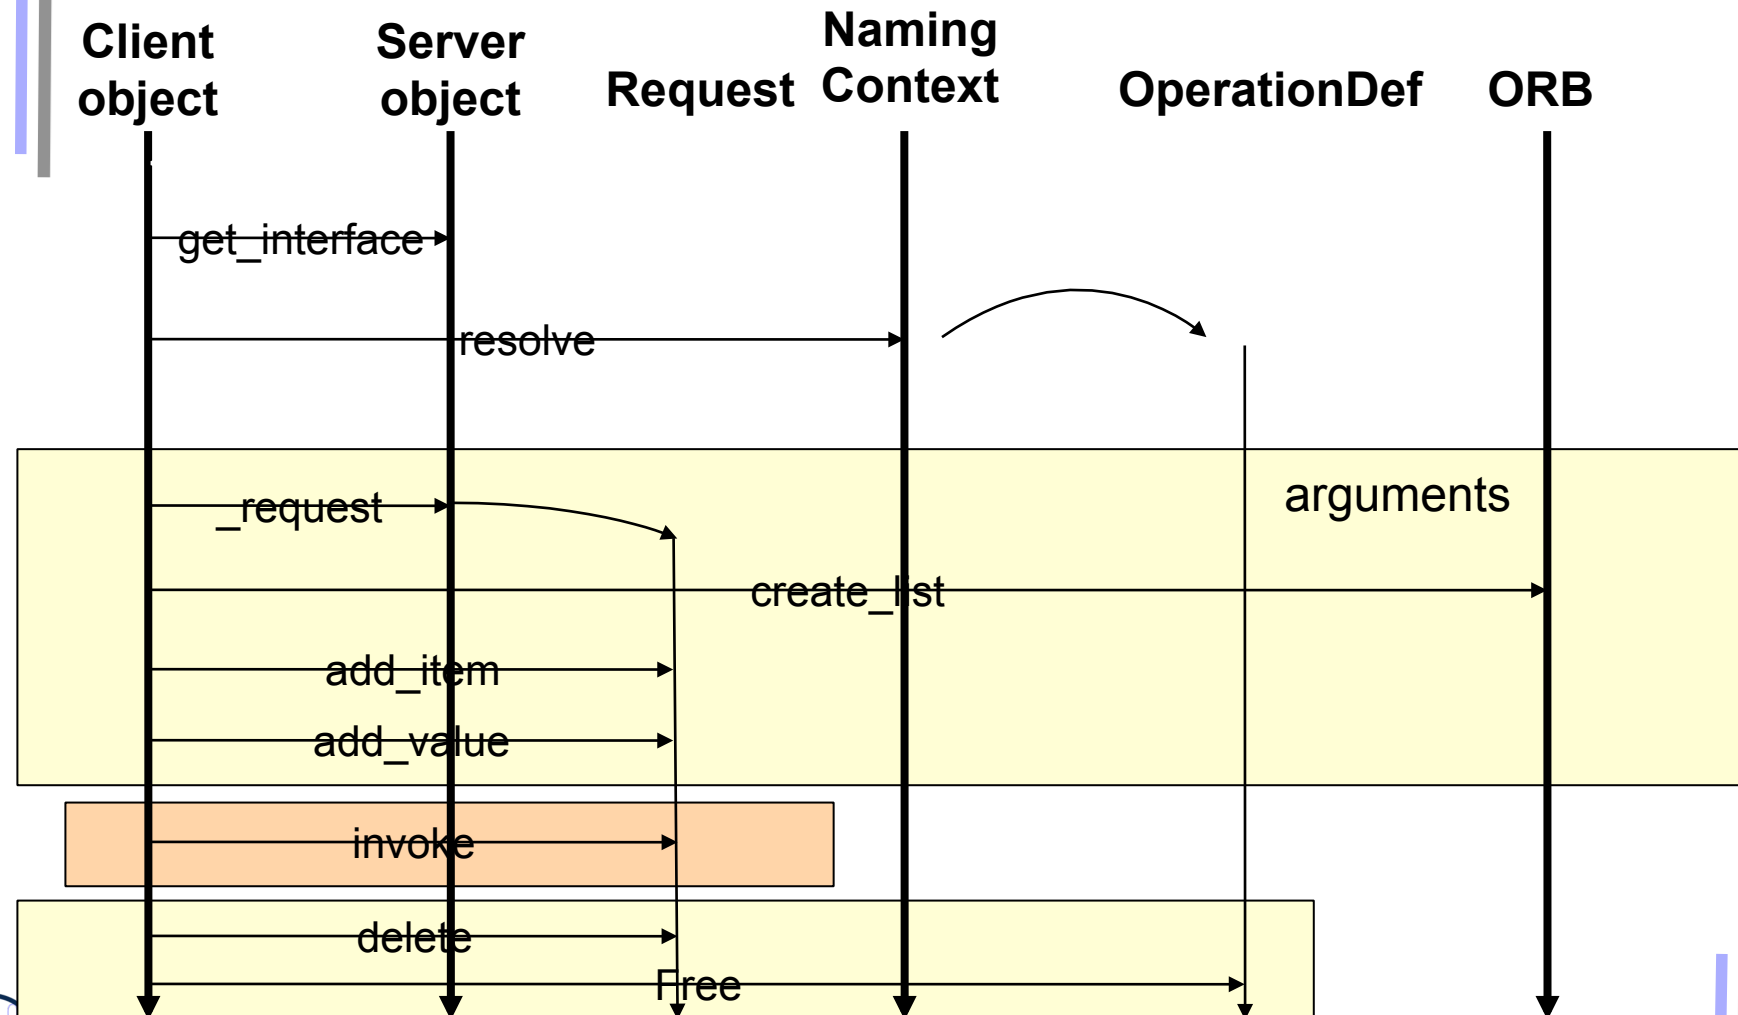 Client
object
Server
object
Request
Naming
Context
OperationDef
ORB
get_interface
resolve
_request
arguments
create_list
add_item
add_value
invoke
delete
Free